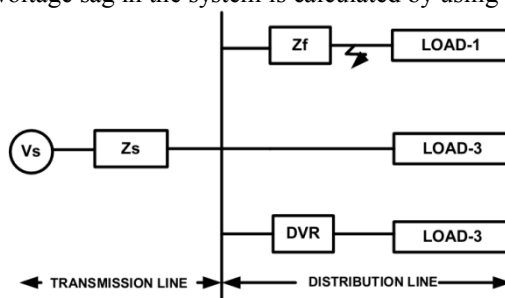 voltage sag in the system is calculated by using
Zf
LOAD-1
Vs
Zs
LOAD-3
DVR
LOAD-3
TRANSMISSION LINE
DISTRIBUTION LINE